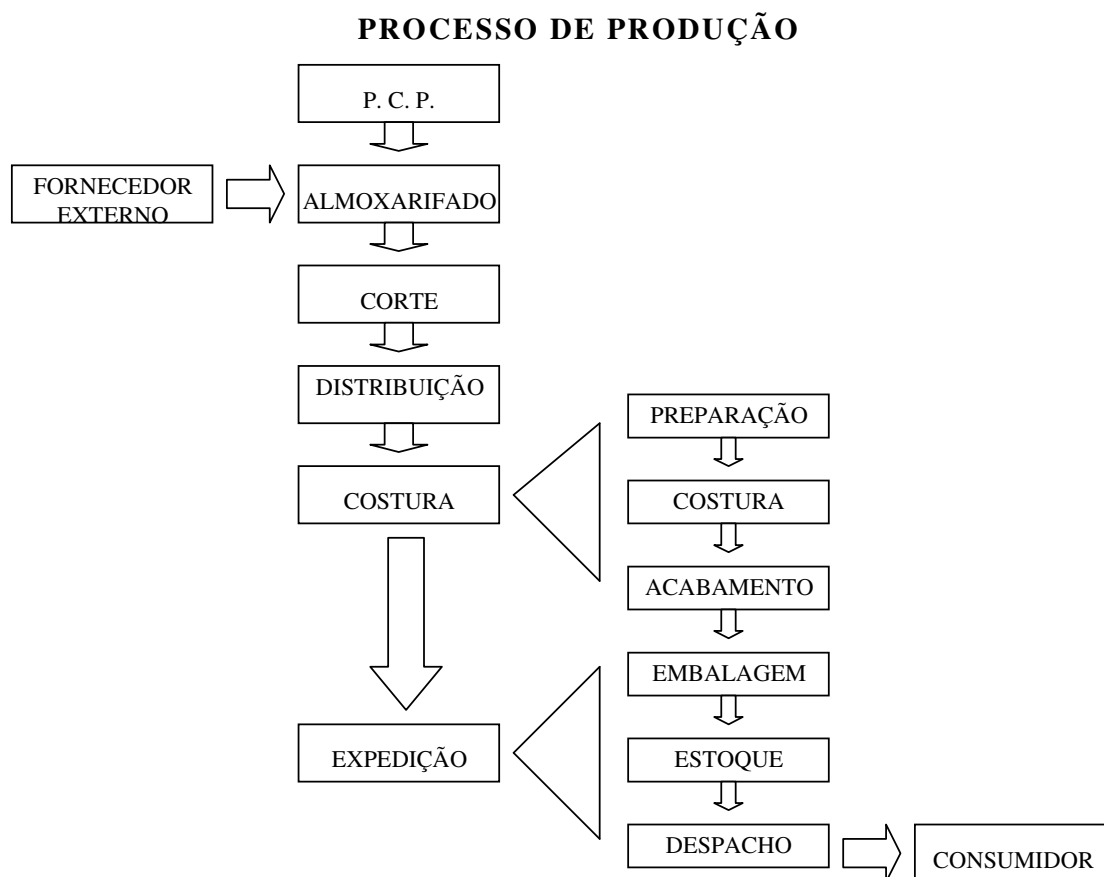 PROCESSO DE PRODUÇÃO
P. C. P.
FORNECEDOR
EXTERNO
ALMOXARIFADO
CORTE
DISTRIBUIÇÃO
COSTURA
EXPEDIÇÃO
PREPARAÇÃO
COSTURA
ACABAMENTO
EMBALAGEM
ESTOQUE
DESPACHO
CONSUMIDOR